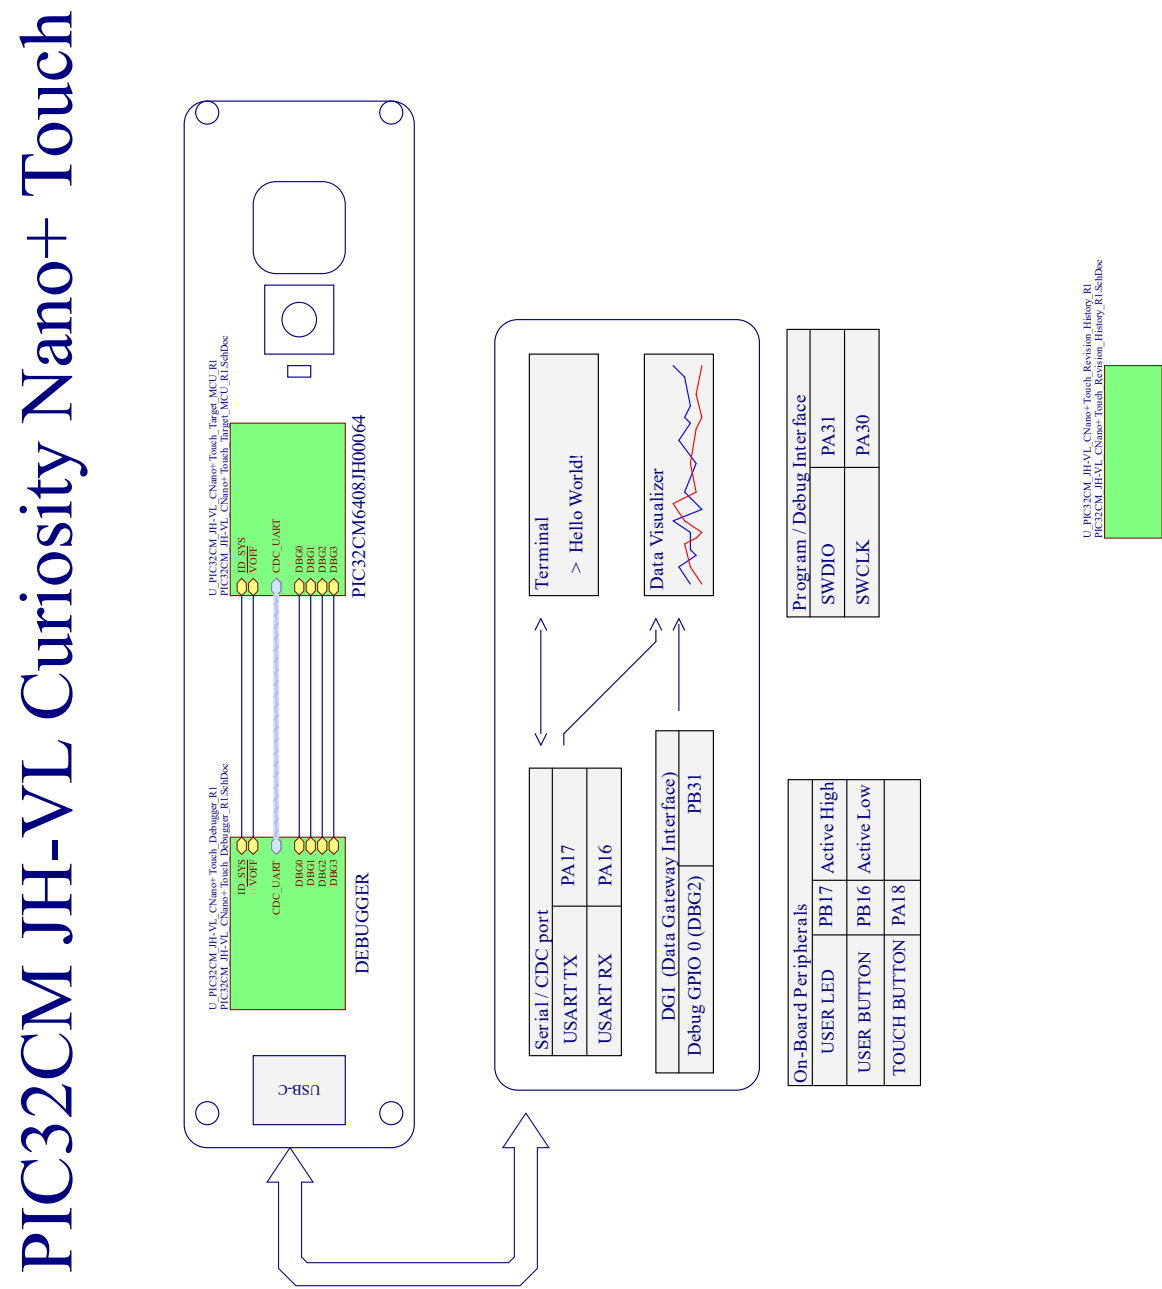 PIC32CM JH-VL Curiosity Nano+ Touch
U_PIC32CM_JH-VL_CNano+Touch_Debugger_R1
PIC32CM_JH-VL_CNano+Touch_Debugger_R1.SchDoc
ID_SYS
VOFF
CDC_UART
DBG0
DBG1
DBG2
DBG3
DEBUGGER
U_PIC32CM_JH-VL_CNano+Touch_Target_MCU_R1
PIC32CM_JH-VL_CNano+Touch_Target_MCU_R1.SchDoc
ID_SYS
VOFF
CDC_UART
DBG0
DBG1
DBG2
DBG3
PIC32CM6408JH00064
USB-C
Serial / CDC port
USART TX PA17
USART RX PA16
Terminal
> Hello World!
DGI (Data Gateway Interface)
Debug GPIO 0 (DBG2) PB31
Data Visualizer
On-Board Peripherals
USER LED PB17 Active High
USER BUTTON PB16 Active Low
TOUCH BUTTON PA18
Program / Debug Interface
SWDIO PA31
SWCLK PA30
U_PIC32CM_JH-VL_CNano+Touch_Revision_History_R1
PIC32CM_JH-VL_CNano+Touch_Revision_History_R1.SchDoc